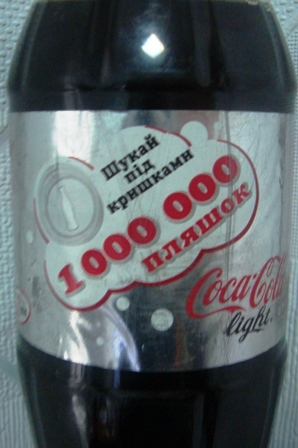 Шукай
під
кришками
1 000 000
пляшок
Coca-Cola
light